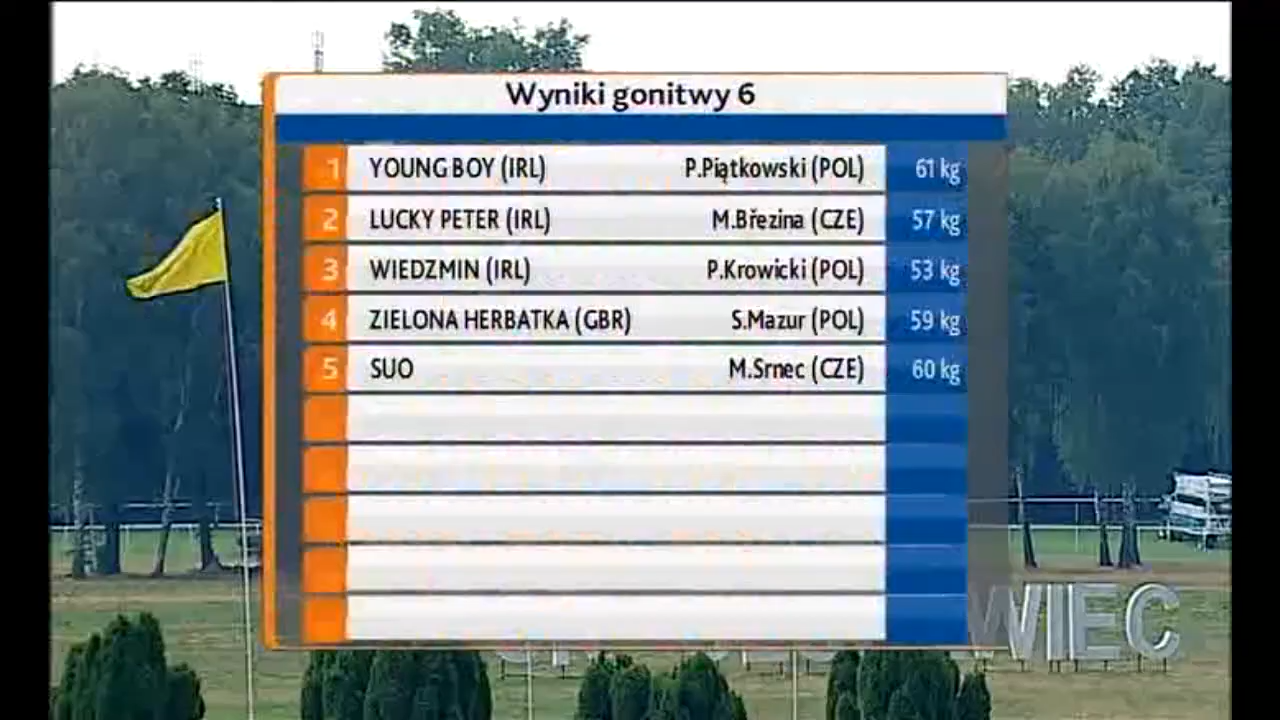 Wyniki gonitwy 6
1 YOUNG BOY (IRL) P.Piątkowski (POL) 61 kg
2 LUCKY PETER (IRL) M.Březina (CZE) 57 kg
3 WIEDZMIN (IRL) P.Krowicki (POL) 53 kg
4 ZIELONA HERBATKA (GBR) S.Mazur (POL) 59 kg
5 SUO M.Srnec (CZE) 60 kg
WIEC